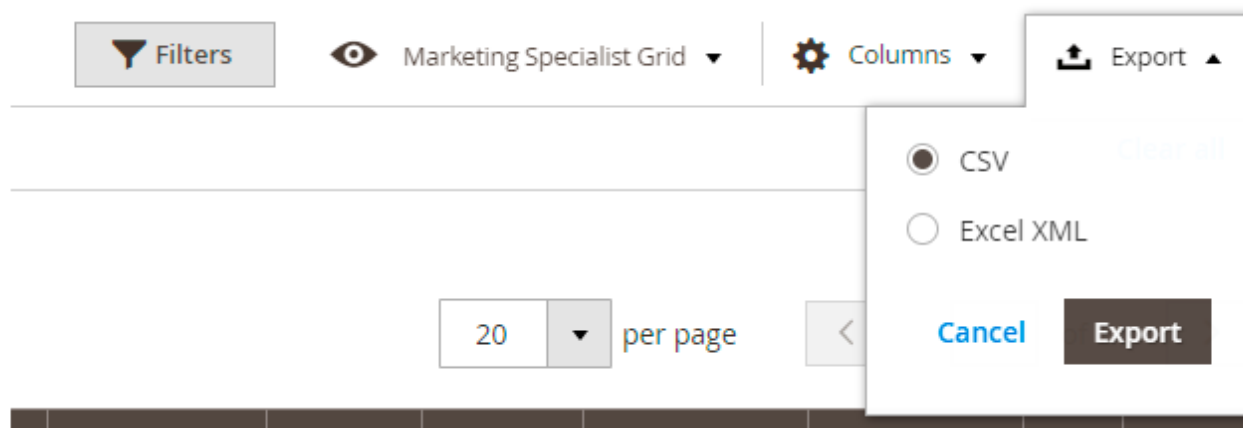 Filters
Marketing Specialist Grid
Columns
Export
CSV
Excel XML
20 per page
Cancel
Export